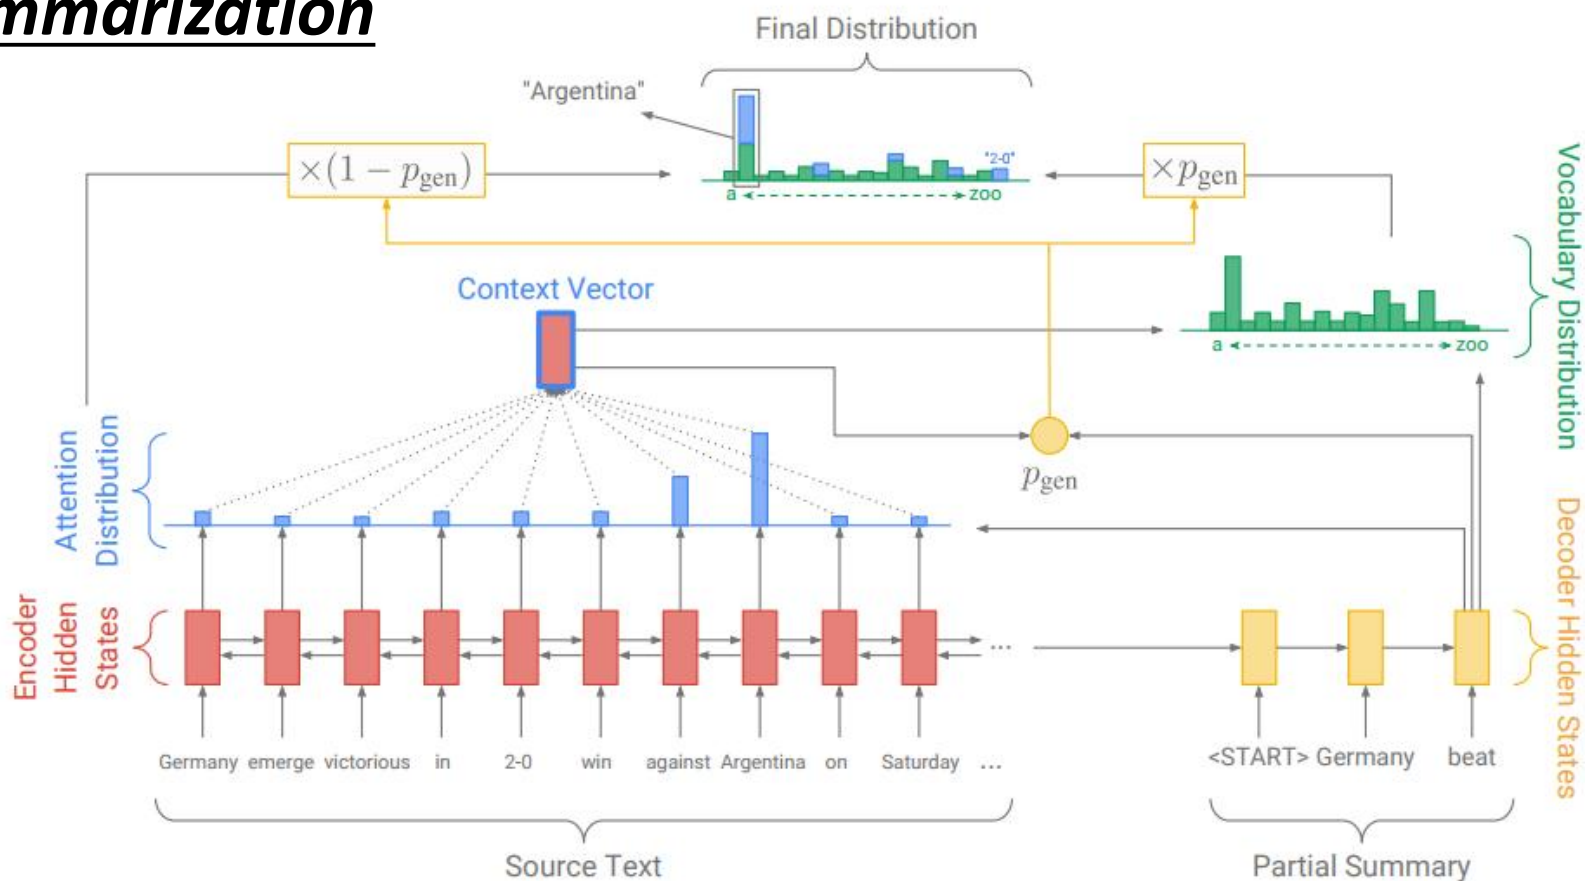 mmarization
Final Distribution
"Argentina"
×(1 − pgen)
"2-0"
a zoo
×pgen
Context Vector
Vocabulary Distribution
a zoo
Attention
Distribution
pgen
Encoder
Hidden
States
...
Decoder Hidden States
Germany emerge victorious in 2-0 win against Argentina on Saturday ...
<START> Germany beat
Source Text
Partial Summary